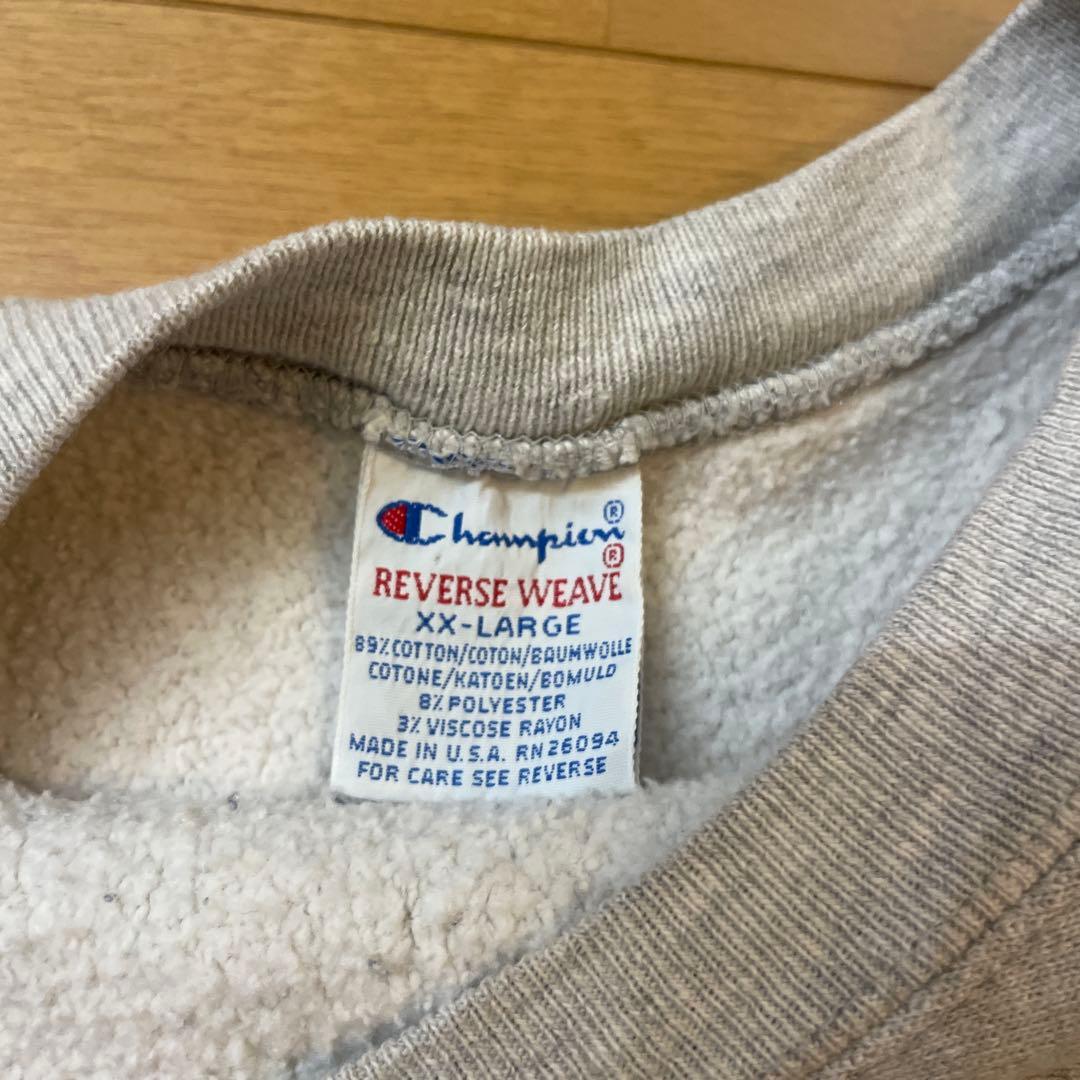 Champion®
REVERSE WEAVE®
XX-LARGE
89% COTTON/COTON/BAUMWOLLE
COTONE/KATOEN/BOMULD
8% POLYESTER
3% VISCOSE RAYON
MADE IN U.S.A. RN26094
FOR CARE SEE REVERSE